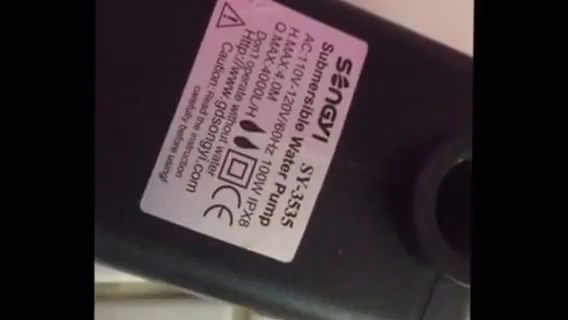 SONGYI SY-3535
Submersible Water Pump
AC:110V-120V/60Hz 100W IPX8
H.MAX:4.0M
Q.MAX:4000L/H
Don't operate without water
Http://www.gdsongyi.com
Caution:Read the instruction
carefully before using!
CE